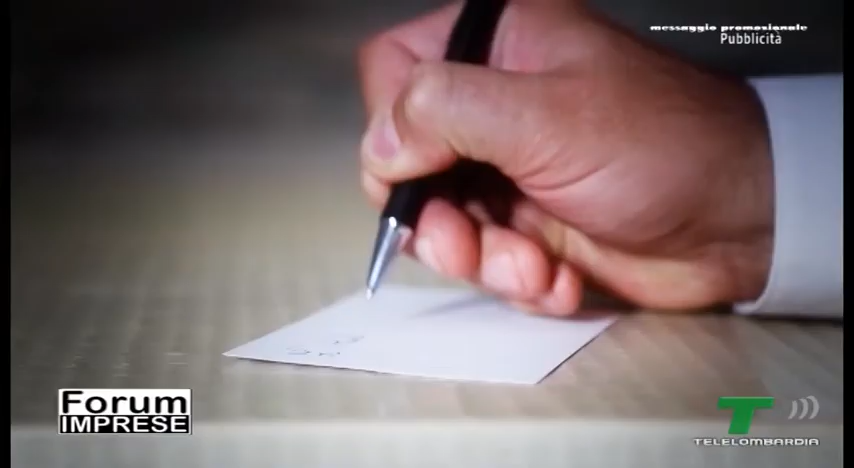 messaggio promozionale
Pubblicità
Forum
IMPRESE
T
TELELOMBARDIA